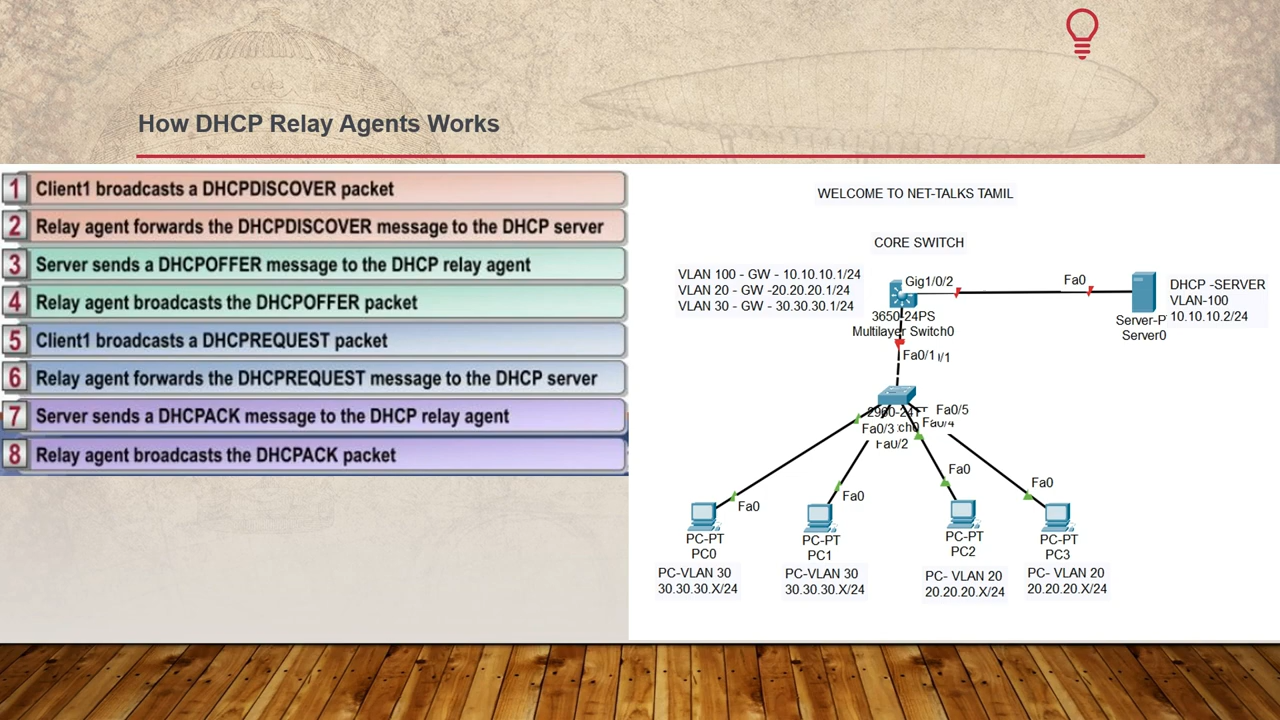 How DHCP Relay Agents Works
1 Client1 broadcasts a DHCPDISCOVER packet
2 Relay agent forwards the DHCPDISCOVER message to the DHCP server
3 Server sends a DHCPOFFER message to the DHCP relay agent
4 Relay agent broadcasts the DHCPOFFER packet
5 Client1 broadcasts a DHCPREQUEST packet
6 Relay agent forwards the DHCPREQUEST message to the DHCP server
7 Server sends a DHCPACK message to the DHCP relay agent
8 Relay agent broadcasts the DHCPACK packet
WELCOME TO NET-TALKS TAMIL
CORE SWITCH
VLAN 100 - GW - 10.10.10.1/24
VLAN 20 - GW -20.20.20.1/24
VLAN 30 - GW - 30.30.30.1/24
Gig1/0/2
Fa0
3650-24PS
Multilayer Switch0
DHCP -SERVER
VLAN-100
10.10.10.2/24
Server-P
Server0
Fa0/1
Fa0/5
Fa0/4
Fa0/3
Fa0/2
Fa0
Fa0
Fa0
Fa0
PC-PT
PC0
PC-PT
PC1
PC-PT
PC2
PC-PT
PC3
PC-VLAN 30
30.30.30.X/24
PC-VLAN 30
30.30.30.X/24
PC- VLAN 20
20.20.20.X/24
PC- VLAN 20
20.20.20.X/24